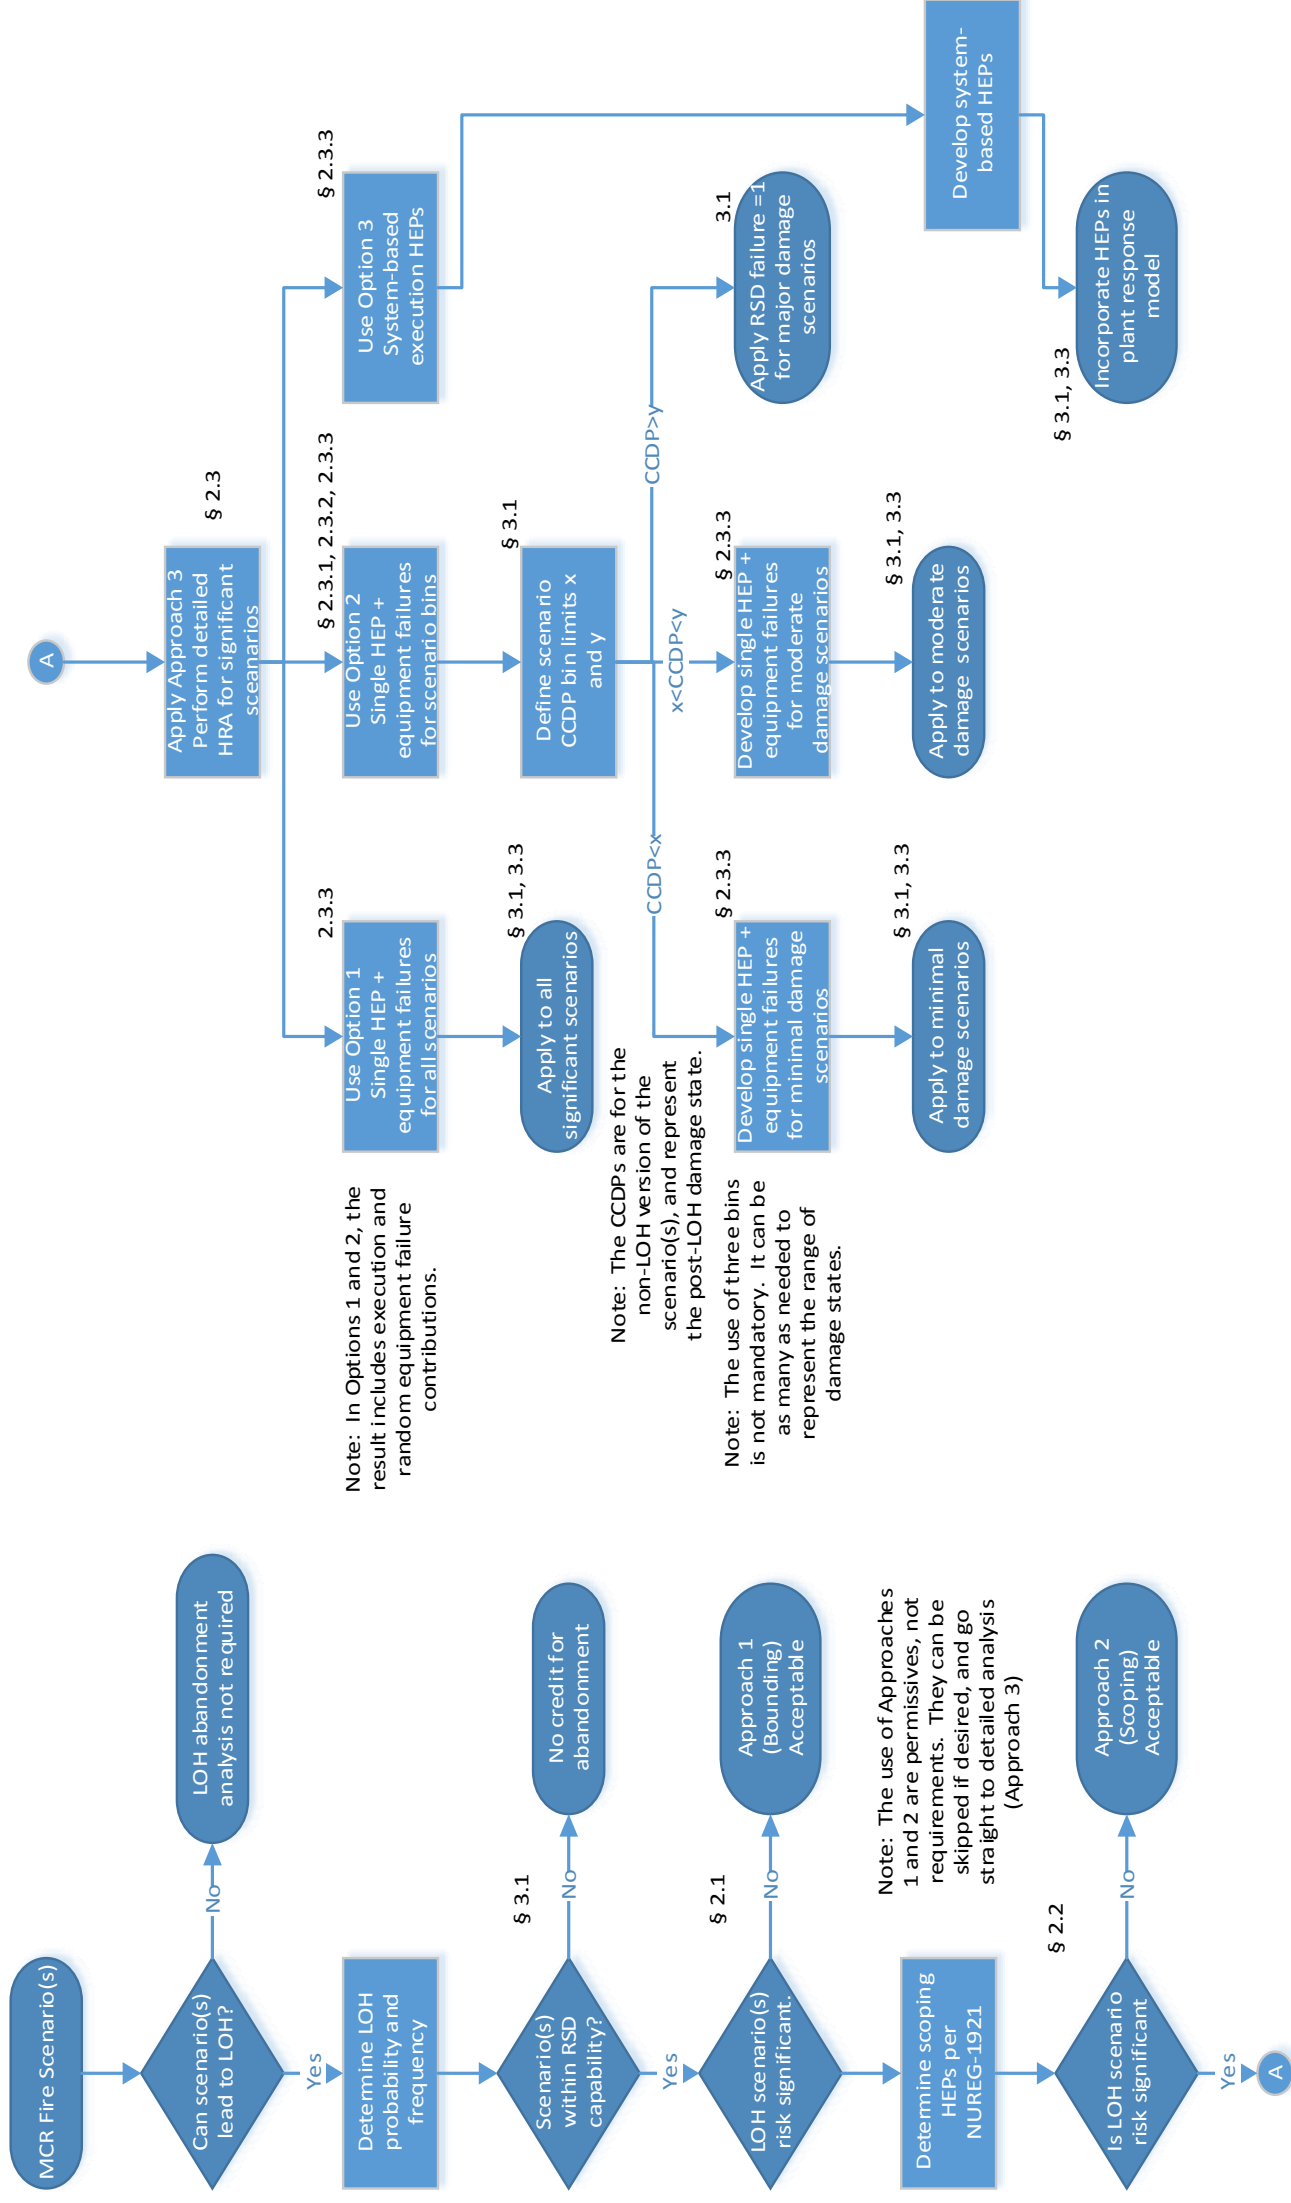 MCR Fire Scenario(s)
Can scenario(s)
lead to LOH?
No
LOH abandonment
analysis not required
Yes
Determine LOH
probability and
frequency
§ 3.1
Scenario(s)
within RSD
capability?
No
No credit for
abandonment
Yes
§ 2.1
LOH scenario(s)
risk significant.
No
Approach 1
(Bounding)
Acceptable
Note: The use of Approaches
1 and 2 are permissives, not
requirements. They can be
skipped if desired, and go
straight to detailed analysis
(Approach 3)
Determine scoping
HEPs per
NUREG-1921
§ 2.2
Is LOH scenario
risk significant
No
Approach 2
(Scoping)
Acceptable
Yes
A
A
Apply Approach 3
Perform detailed
HRA for significant
sceanarios
§ 2.3
2.3.3
Use Option 1
Single HEP +
equipment failures
for all scenarios
§ 2.3.1, 2.3.2, 2.3.3
Use Option 2
Single HEP +
equipment failures
for scenario bins
§ 2.3.3
Use Option 3
System-based
execution HEPs
Note: In Options 1 and 2, the
result includes execution and
random equipment failure
contributions.
§ 3.1, 3.3
Apply to all
significant scenarios
§ 3.1
Define scenario
CCDP bin limits x
and y
Note: The CCDPs are for the
non-LOH version of the
scenario(s), and represent
the post-LOH damage state.
CCDP<x
x<CCDP<y
CCDP>y
Note: The use of three bins
is not mandatory. It can be
as many as needed to
represent the range of
damage states.
§ 2.3.3
Develop single HEP +
equipment failures
for minimal damage
scenarios
§ 2.3.3
Develop single HEP +
equipment failures
for moderate
damage scenarios
3.1
Apply RSD failure =1
for major damage
scenarios
§ 3.1, 3.3
Apply to minimal
damage scenarios
§ 3.1, 3.3
Apply to moderate
damage scenarios
Develop system-
based HEPs
§ 3.1, 3.3
Incorporate HEPs in
plant response
model